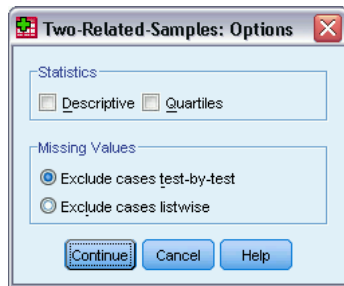 Two-Related-Samples: Options
Statistics
Descriptive Quartiles
Missing Values
Exclude cases test-by-test
Exclude cases listwise
Continue Cancel Help